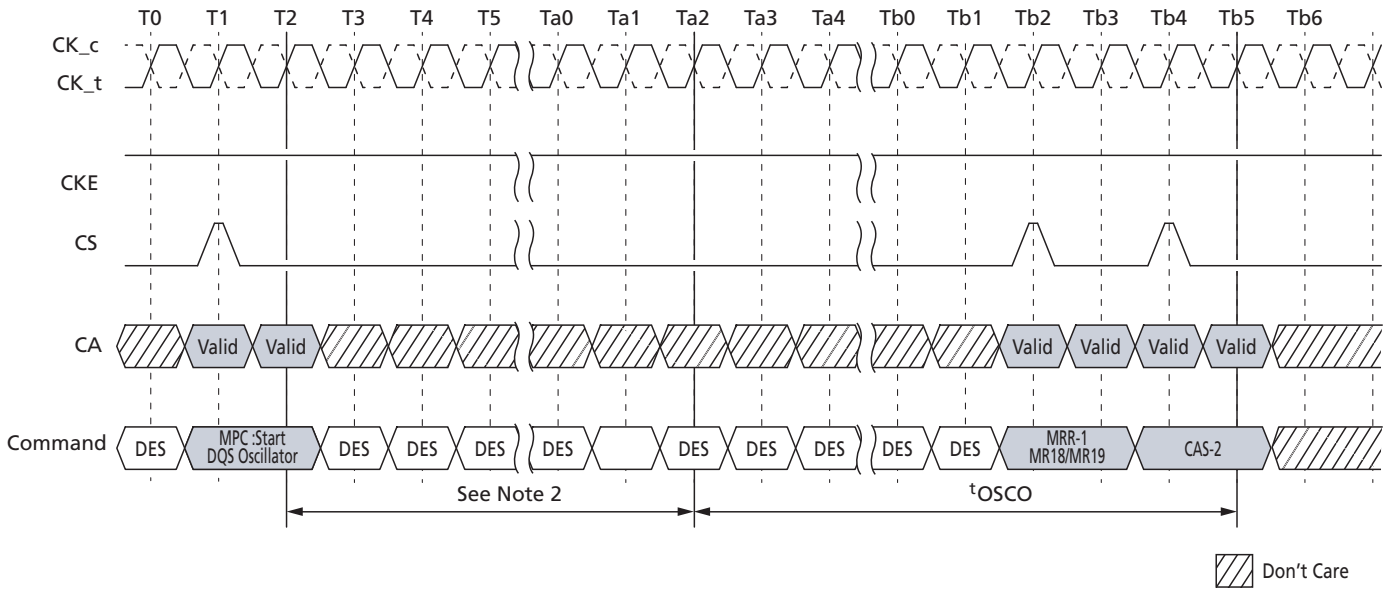 T0 T1 T2 T3 T4 T5 Ta0 Ta1 Ta2 Ta3 Ta4 Tb0 Tb1 Tb2 Tb3 Tb4 Tb5 Tb6
CK_c
CK_t
CKE
CS
CA Valid Valid Valid Valid Valid Valid
Command DES MPC :Start DQS Oscillator DES DES DES DES DES DES DES DES DES MRR-1 MR18/MR19 CAS-2
See Note 2 tOSCO
Don't Care